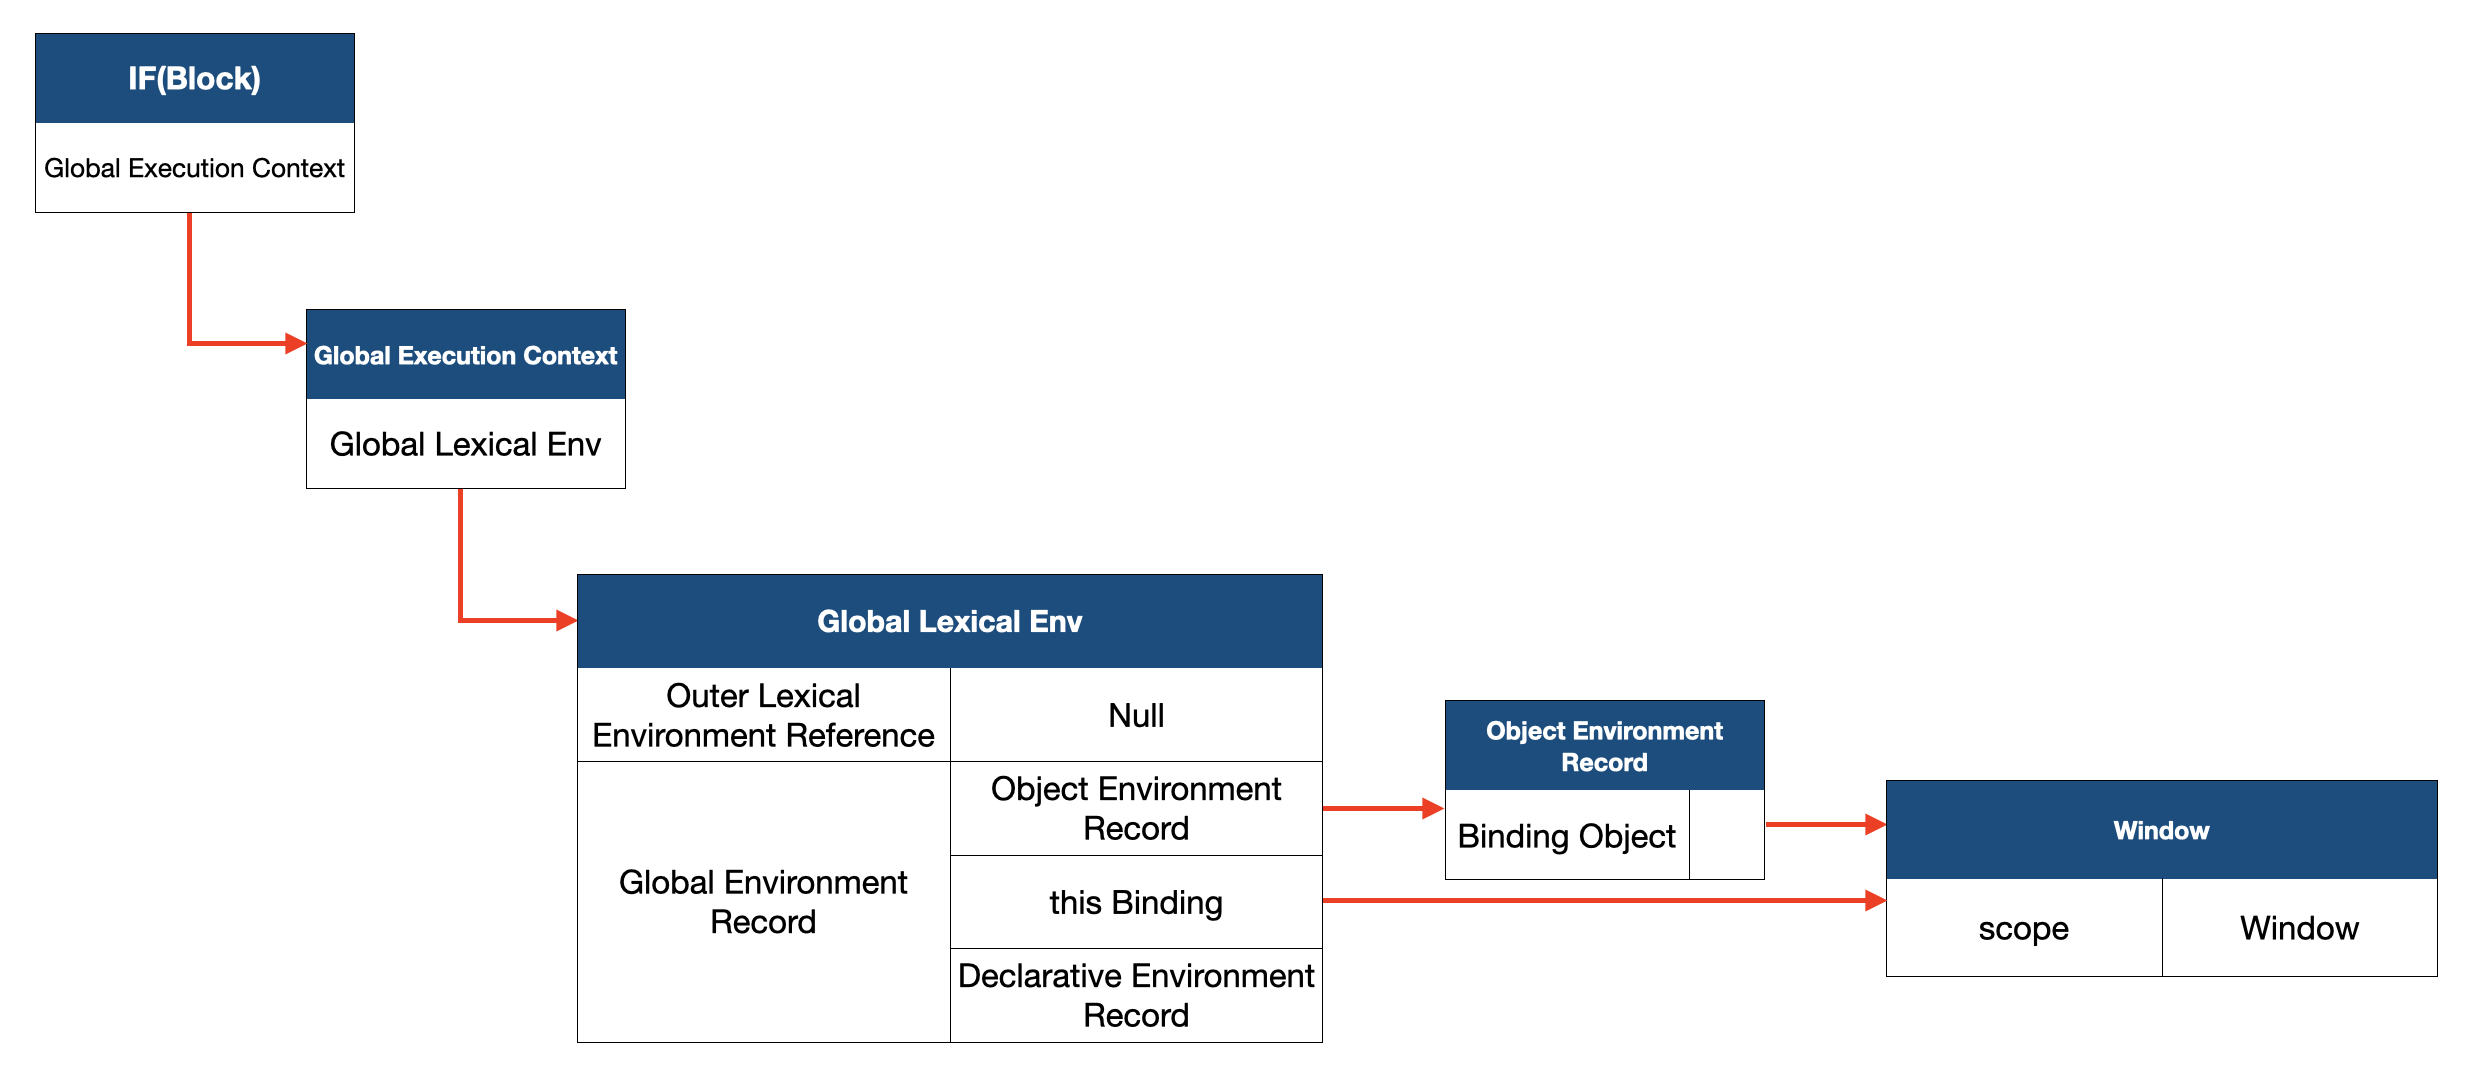 IF(Block)
Global Execution Context
Global Execution Context
Global Lexical Env
Global Lexical Env
Outer Lexical
Environment Reference
Null
Global Environment
Record
Object Environment
Record
this Binding
Declarative Environment
Record
Object Environment
Record
Binding Object
Window
scope
Window